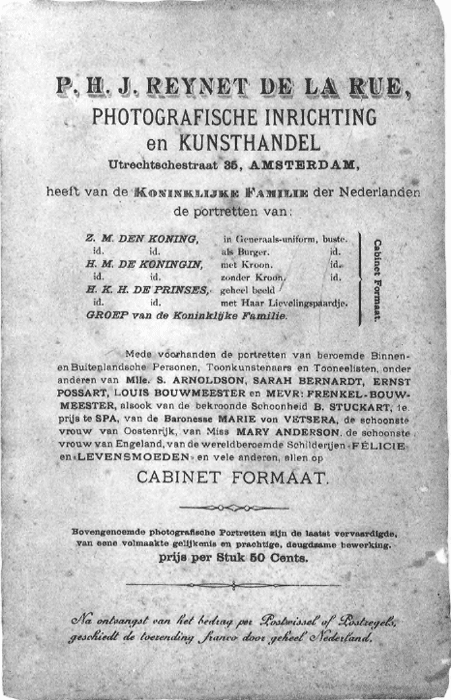 P. H. J. REYNET DE LA RUE,
PHOTOGRAFISCHE INRICHTING
en KUNSTHANDEL
Utrechtschestraat 35, AMSTERDAM,
heeft van de KONINKLIJKE FAMILIE der Nederlanden
de portretten van:
Z. M. DEN KONING, in Generaals-uniform, buste.
id. id. als Burger. id.
H. M. DE KONINGIN, met Kroon. id.
id. id. zonder Kroon. id.
H. K. H. DE PRINSES, geheel beeld
id. id. met Haar Lievelingspaardje.
GROEP van de Koninklijke Familie.
Cabinet Formaat.
Mede voorhanden de portretten van beroemde Binnen-
en Buitenlandsche Personen, Toonkunstenaars en Tooneelisten, onder
anderen van Mlle. S. ARNOLDSON, SARAH BERNARDT, ERNST
POSSART, LOUIS BOUWMEESTER en MEVR: FRENKEL-BOUW-
MEESTER, alsook van de bekroonde Schoonheid B. STUCKART, 1e.
prijs te SPA, van de Baronesse MARIE von VETSERA, de schoonste
vrouw van Oostenrijk, van Miss MARY ANDERSON, de schoonste
vrouw van Engeland, van de wereldberoemde Schilderijen «FÉLICIE»
en «LEVENSMOEDE» en vele anderen, allen op
CABINET FORMAAT.
Bovengenoemde photografische Portretten zijn de laatst vervaardigde,
van eene volmaakte gelijkenis en prachtige, deugdzame bewerking.
prijs per Stuk 50 Cents.
Na ontvangst van het bedrag per Postwissel of Postzegels,
geschiedt de toezending franco door geheel Nederland.